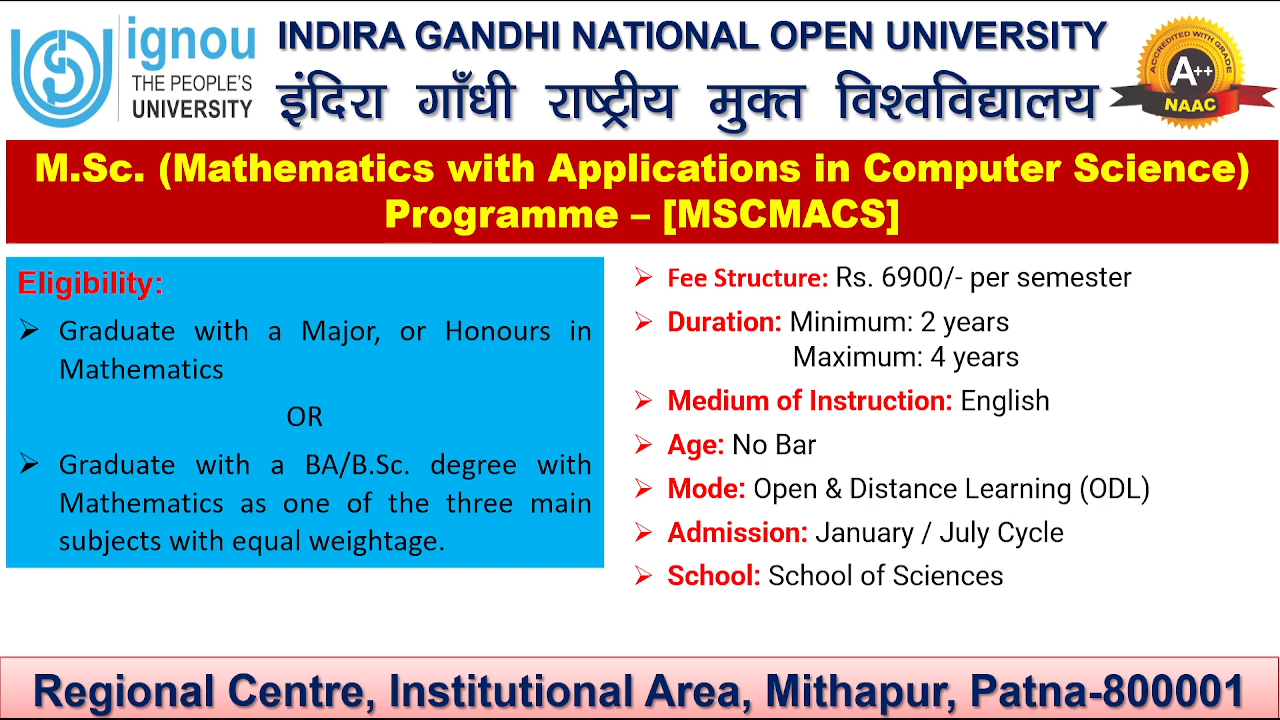 ignou
THE PEOPLE'S
UNIVERSITY
INDIRA GANDHI NATIONAL OPEN UNIVERSITY
इंदिरा गाँधी राष्ट्रीय मुक्त विश्वविद्यालय
ACCREDITED WITH GRADE
A++
NAAC
M.Sc. (Mathematics with Applications in Computer Science)
Programme – [MSCMACS]
Eligibility:
➢ Graduate with a Major, or Honours in
Mathematics
OR
➢ Graduate with a BA/B.Sc. degree with
Mathematics as one of the three main
subjects with equal weightage.
➢ Fee Structure: Rs. 6900/- per semester
➢ Duration: Minimum: 2 years
Maximum: 4 years
➢ Medium of Instruction: English
➢ Age: No Bar
➢ Mode: Open & Distance Learning (ODL)
➢ Admission: January / July Cycle
➢ School: School of Sciences
Regional Centre, Institutional Area, Mithapur, Patna-800001